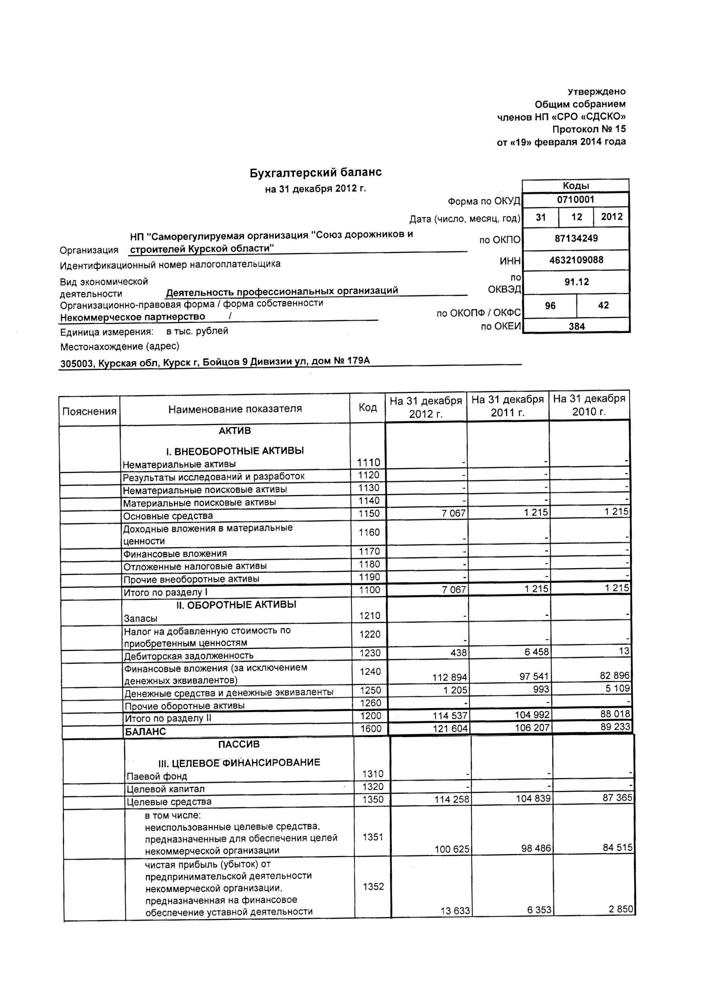 Утверждено
Общим собранием
членов НП «СРО «СДСКО»
Протокол № 15
от «19» февраля 2014 года
Бухгалтерский баланс
на 31 декабря 2012 г.
Коды
Форма по ОКУД 0710001
Дата (число, месяц, год) 31 12 2012
НП "Саморегулируемая организация "Союз дорожников и
Организация строителей Курской области" по ОКПО 87134249
Идентификационный номер налогоплательщика ИНН 4632109088
Вид экономической по
деятельности Деятельность профессиональных организаций ОКВЭД 91.12
Организационно-правовая форма / форма собственности 96 42
Некоммерческое партнерство / по ОКОПФ / ОКФС
Единица измерения: в тыс. рублей по ОКЕИ 384
Местонахождение (адрес)
305003, Курская обл, Курск г, Бойцов 9 Дивизии ул, дом № 179А
Пояснения Наименование показателя Код На 31 декабря 2012 г. На 31 декабря 2011 г. На 31 декабря 2010 г.
АКТИВ
I. ВНЕОБОРОТНЫЕ АКТИВЫ
Нематериальные активы 1110 - - -
Результаты исследований и разработок 1120 - - -
Нематериальные поисковые активы 1130 - - -
Материальные поисковые активы 1140 - - -
Основные средства 1150 7 067 1 215 1 215
Доходные вложения в материальные
ценности 1160 - - -
Финансовые вложения 1170 - - -
Отложенные налоговые активы 1180 - - -
Прочие внеоборотные активы 1190 - - -
Итого по разделу I 1100 7 067 1 215 1 215
II. ОБОРОТНЫЕ АКТИВЫ
Запасы 1210 - - -
Налог на добавленную стоимость по
приобретенным ценностям 1220 - - -
Дебиторская задолженность 1230 438 6 458 13
Финансовые вложения (за исключением
денежных эквивалентов) 1240 112 894 97 541 82 896
Денежные средства и денежные эквиваленты 1250 1 205 993 5 109
Прочие оборотные активы 1260 - - -
Итого по разделу II 1200 114 537 104 992 88 018
БАЛАНС 1600 121 604 106 207 89 233
ПАССИВ
III. ЦЕЛЕВОЕ ФИНАНСИРОВАНИЕ
Паевой фонд 1310 - - -
Целевой капитал 1320 - - -
Целевые средства 1350 114 258 104 839 87 365
в том числе:
неиспользованные целевые средства,
предназначенные для обеспечения целей 1351
некоммерческой организации 100 625 98 486 84 515
чистая прибыль (убыток) от
предпринимательской деятельности
некоммерческой организации, 1352
предназначенная на финансовое
обеспечение уставной деятельности 13 633 6 353 2 850